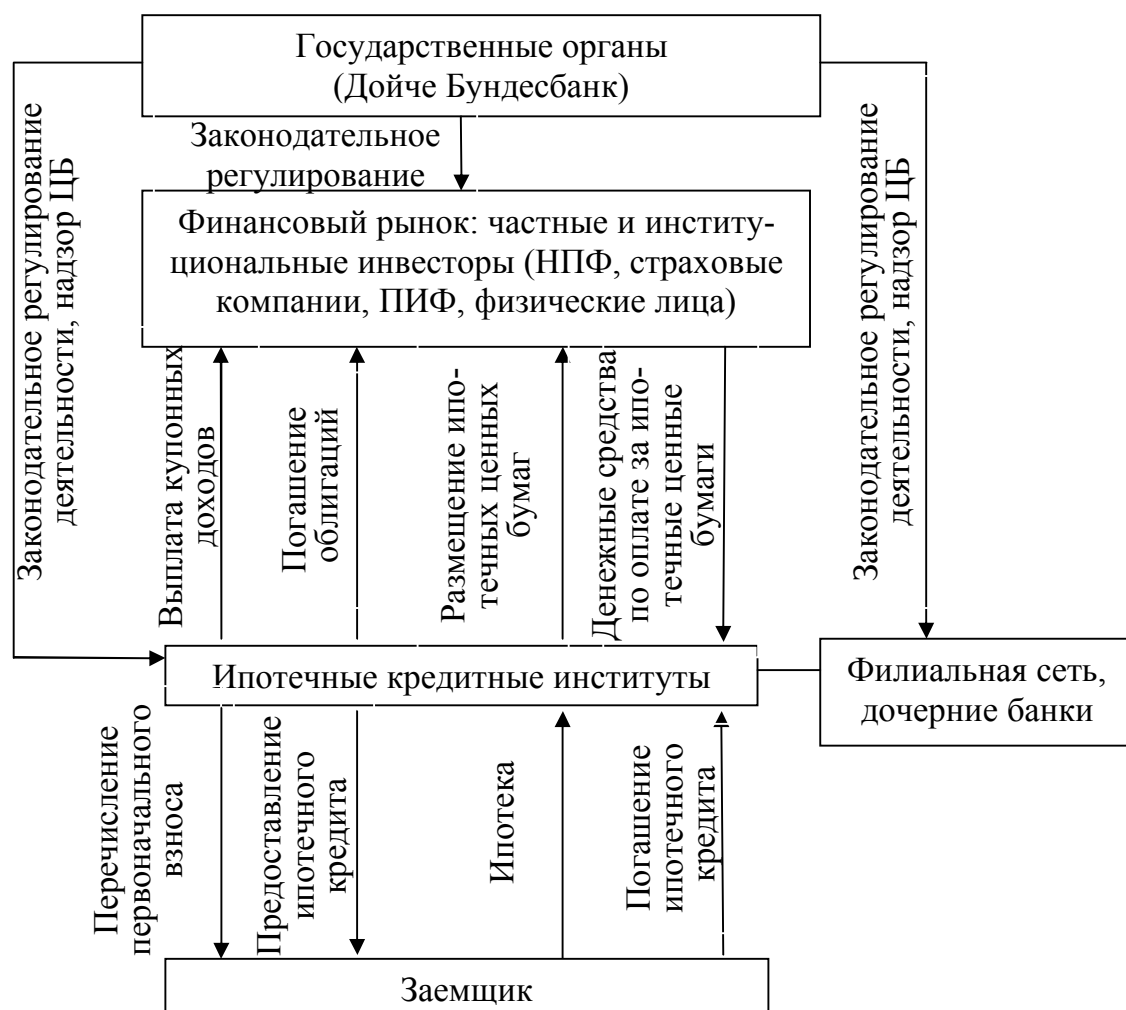 Государственные органы
(Дойче Бундесбанк)
Законодательное
регулирование
Законодательное регулирование
деятельности, надзор ЦБ
Законодательное регулирование
деятельности, надзор ЦБ
Финансовый рынок: частные и институ-
циональные инвесторы (НПФ, страховые
компании, ПИФ, физические лица)
Выплата купонных
доходов
Погашение
облигаций
Размещение ипо-
течных ценных
бумаг
Денежные средства
по оплате за ипо-
течные ценные
бумаги
Ипотечные кредитные институты
Филиальная сеть,
дочерние банки
Перечисление
первоначального
взноса
Предоставление
ипотечного
кредита
Ипотека
Погашение
ипотечного
кредита
Заемщик